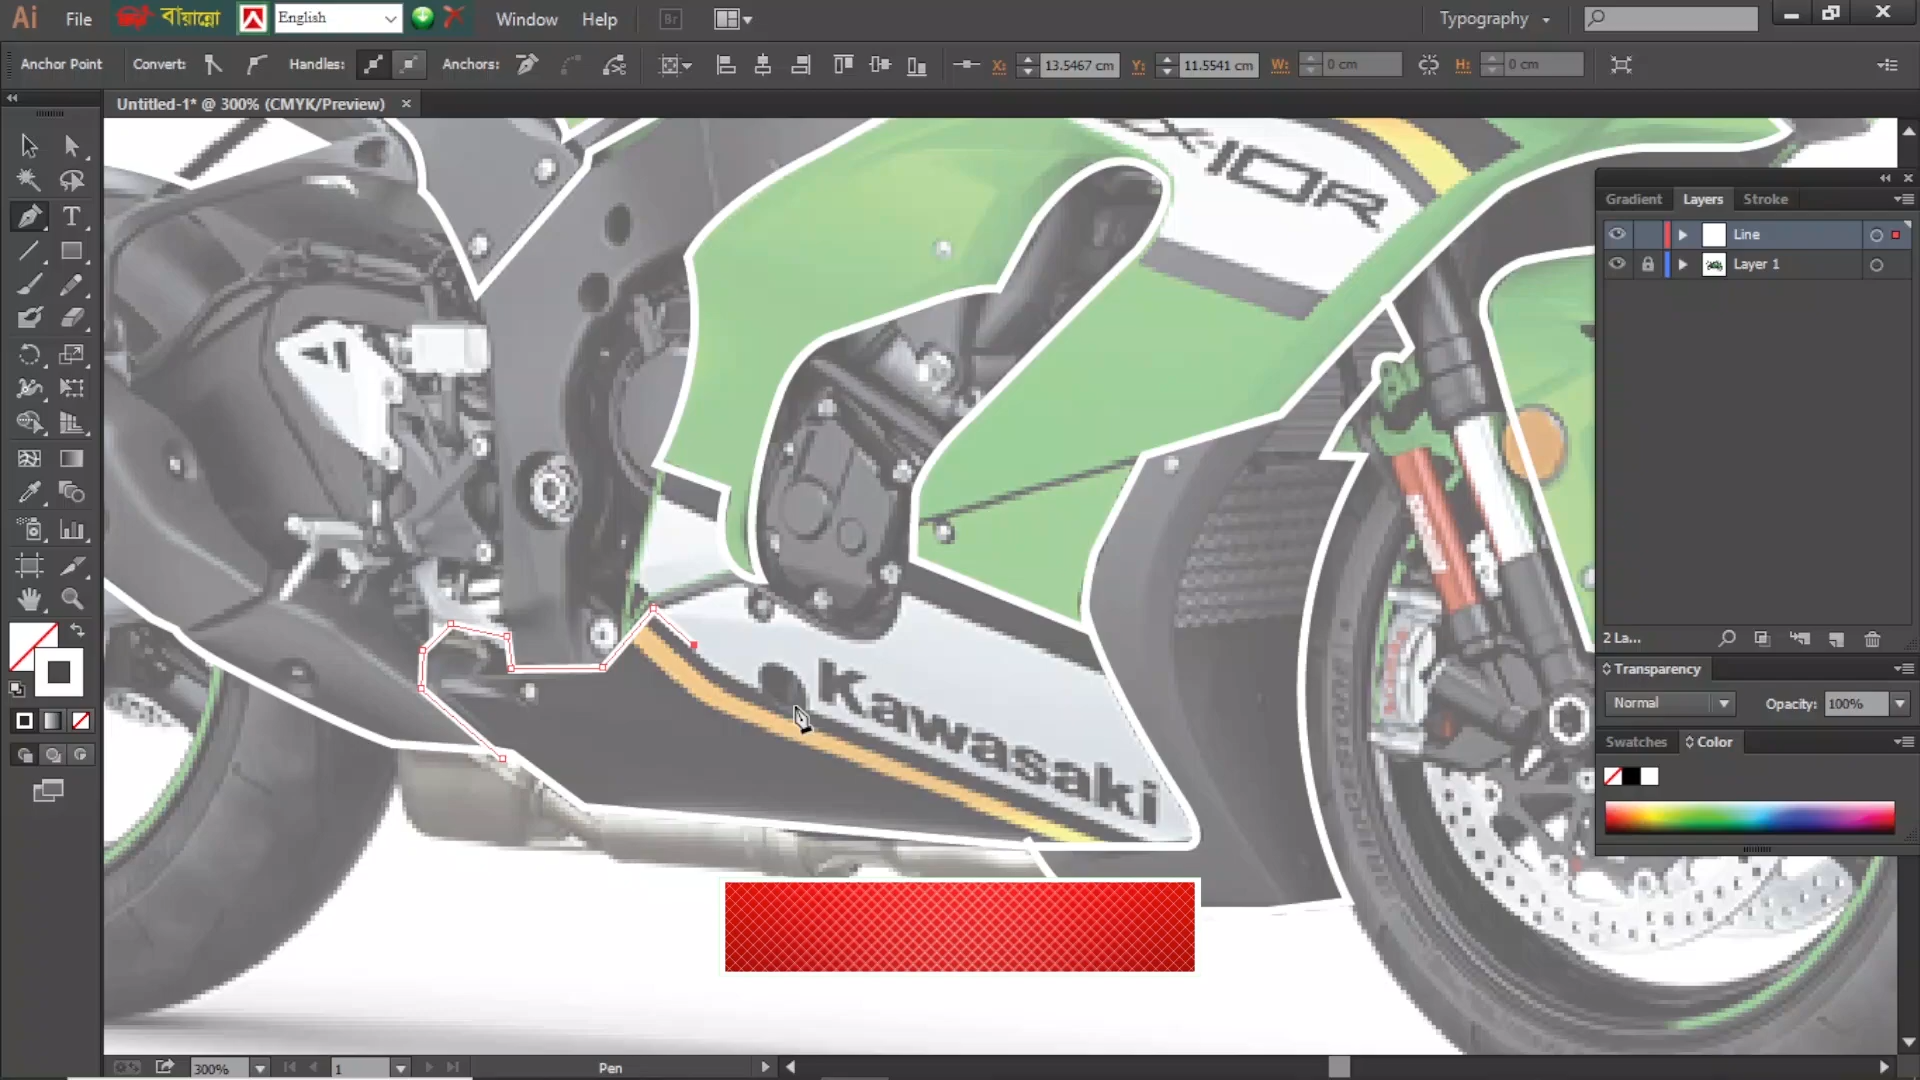 Ai File বায়ান্নো English Window Help Br Typography
Anchor Point Convert: Handles: Anchors: X: 13.5467 cm Y: 11.5541 cm W: 0 cm H: 0 cm
Untitled-1* @ 300% (CMYK/Preview)
X-10R
Gradient Layers Stroke
Line
Layer 1
Kawasaki
2 La...
Transparency
Normal Opacity: 100%
Swatches Color
300% 1 Pen